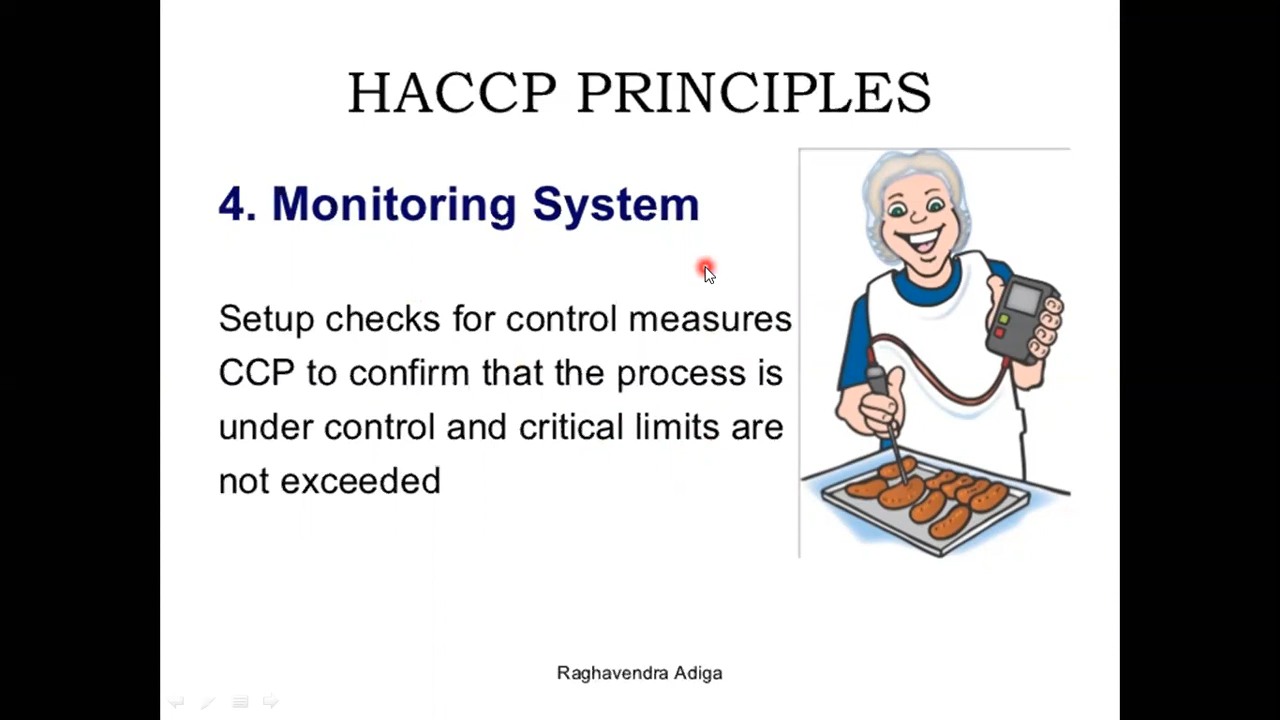 HACCP PRINCIPLES
4. Monitoring System
Setup checks for control measures
CCP to confirm that the process is
under control and critical limits are
not exceeded
Raghavendra Adiga